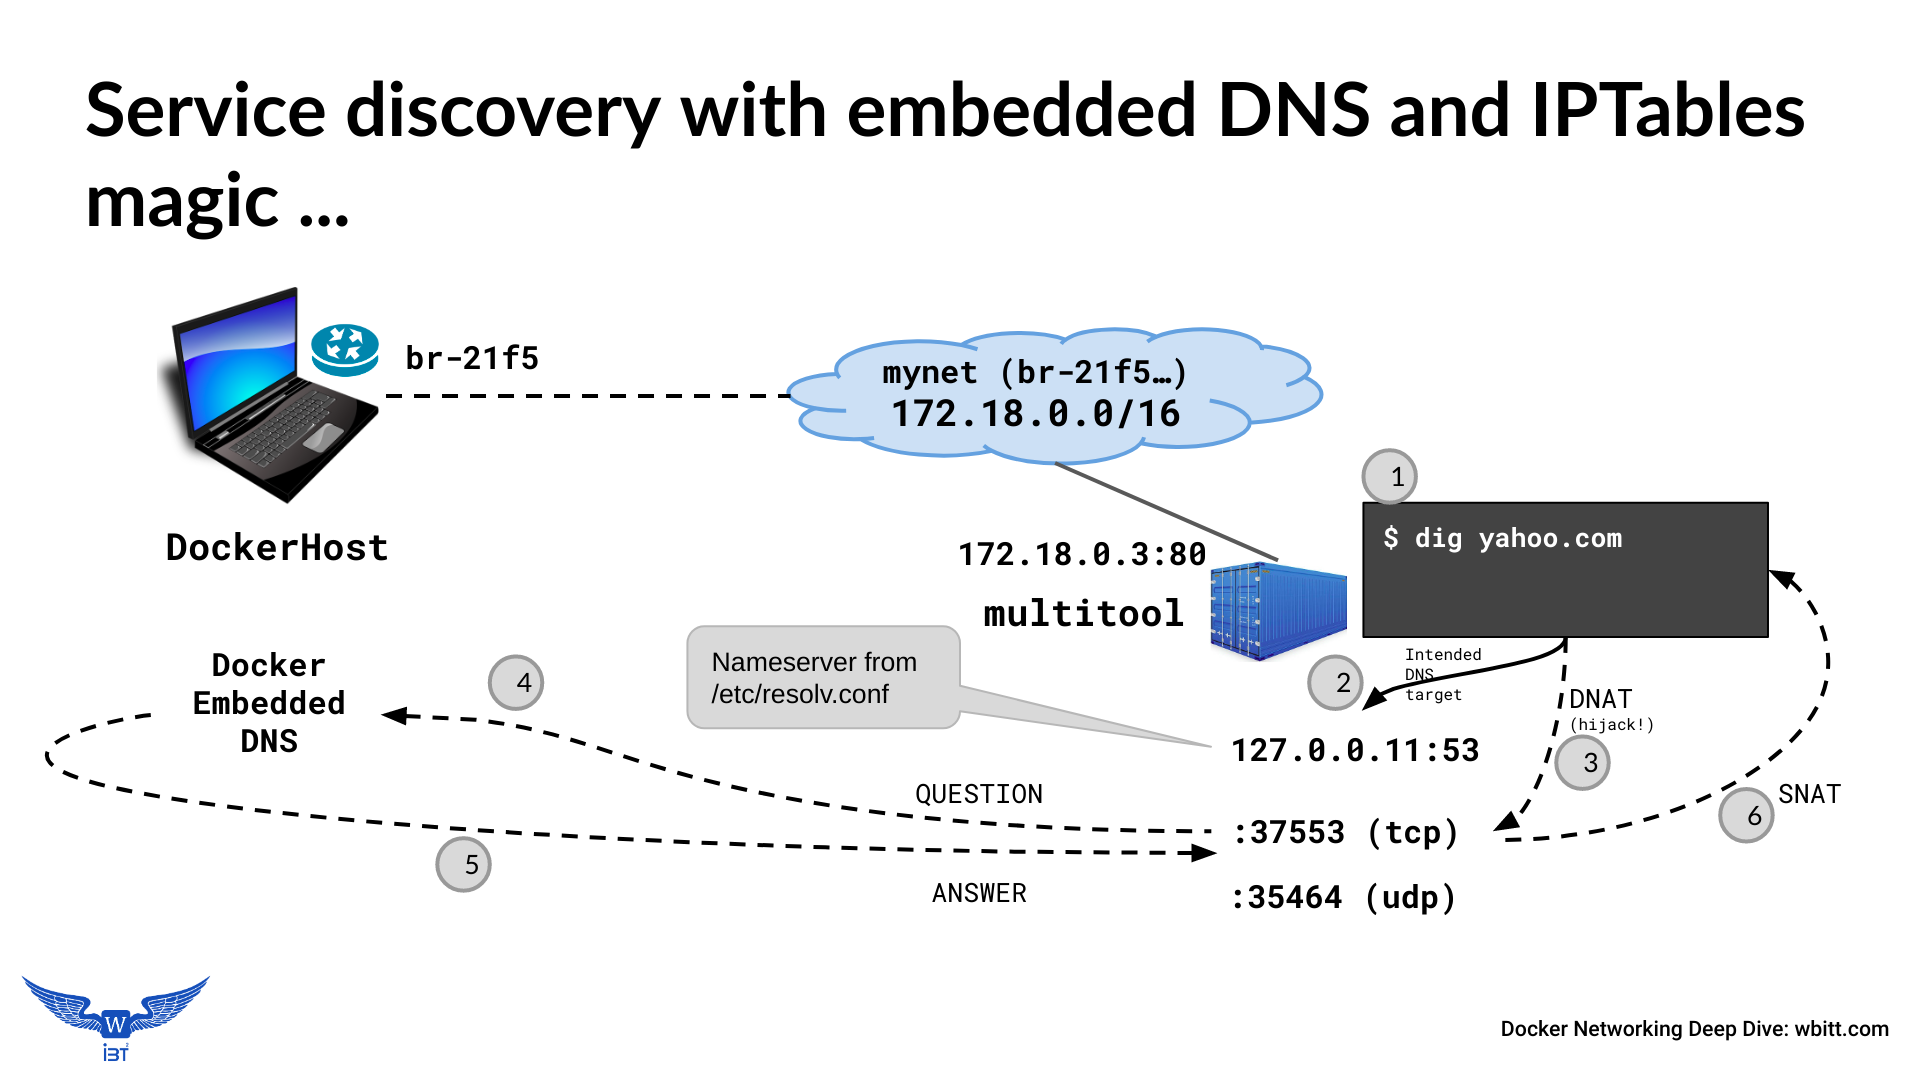 Service discovery with embedded DNS and IPTables
magic ...
br-21f5
mynet (br-21f5…)
172.18.0.0/16
DockerHost
1
$ dig yahoo.com
172.18.0.3:80
multitool
Nameserver from
/etc/resolv.conf
Docker
Embedded
DNS
4
2
Intended
DNS
target
DNAT
(hijack!)
3
127.0.0.11:53
QUESTION
:37553 (tcp)
6
SNAT
5
ANSWER
:35464 (udp)
W
iBT²
Docker Networking Deep Dive: wbitt.com